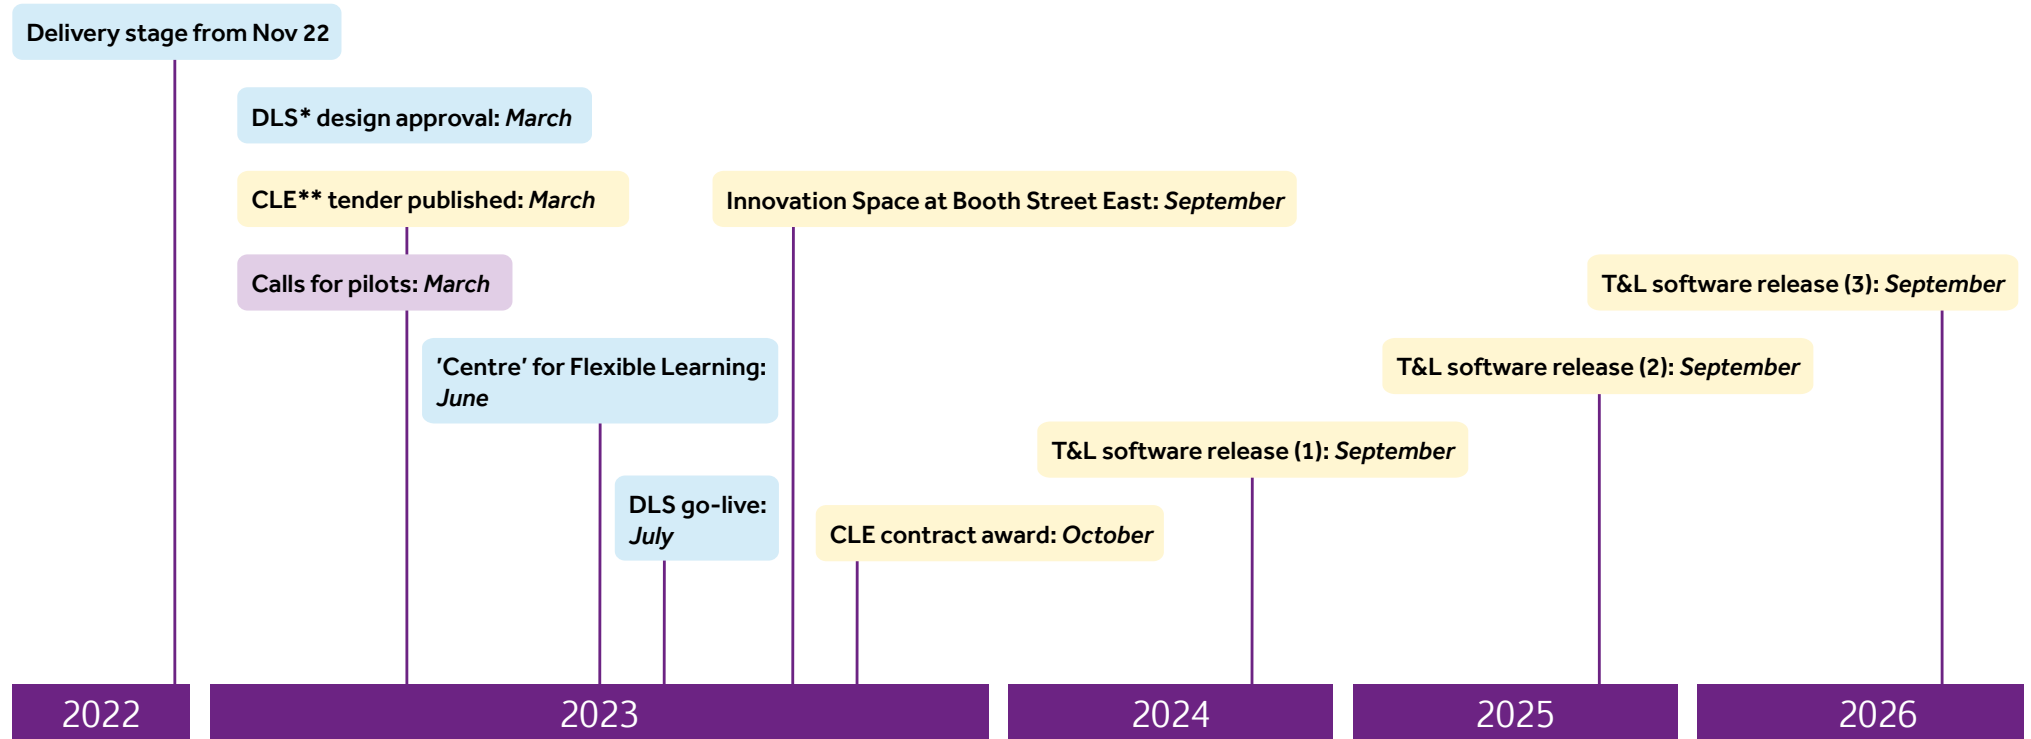 Delivery stage from Nov 22
DLS* design approval: March
CLE** tender published: March
Innovation Space at Booth Street East: September
Calls for pilots: March
T&L software release (3): September
'Centre' for Flexible Learning:
June
T&L software release (2): September
T&L software release (1): September
DLS go-live:
July
CLE contract award: October
2022
2023
2024
2025
2026